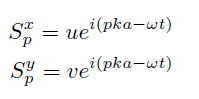 S_p^x = ue^{i(pka−ωt)}
S_p^y = ve^{i(pka−ωt)}